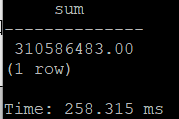 sum
--------------
310586483.00
(1 row)
Time: 258.315 ms